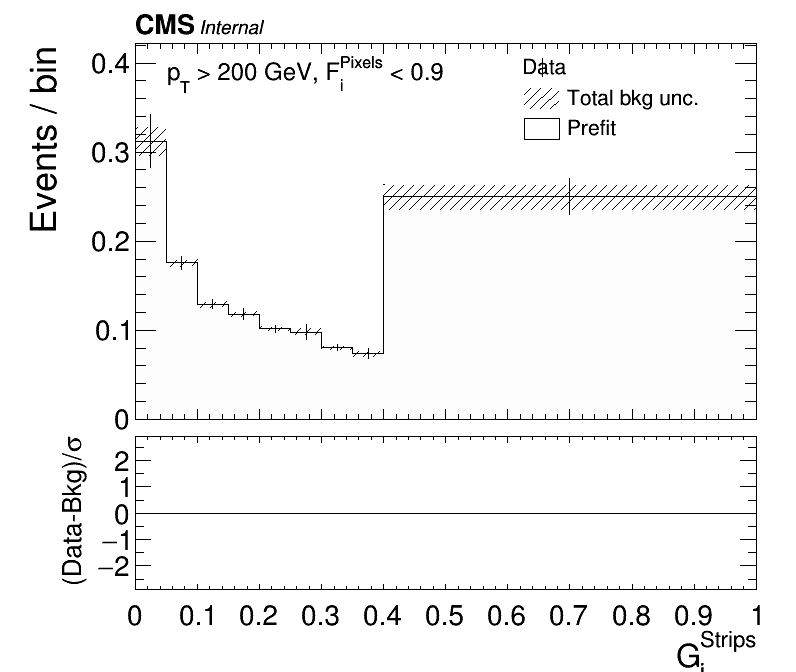 CMS Internal
p_T > 200 GeV, F_i^Pixels < 0.9
Data
Total bkg unc.
Prefit
Events / bin
0.4
0.3
0.2
0.1
0
(Data-Bkg)/σ
2
1
0
−1
−2
0 0.1 0.2 0.3 0.4 0.5 0.6 0.7 0.8 0.9 1
G_i^Strips